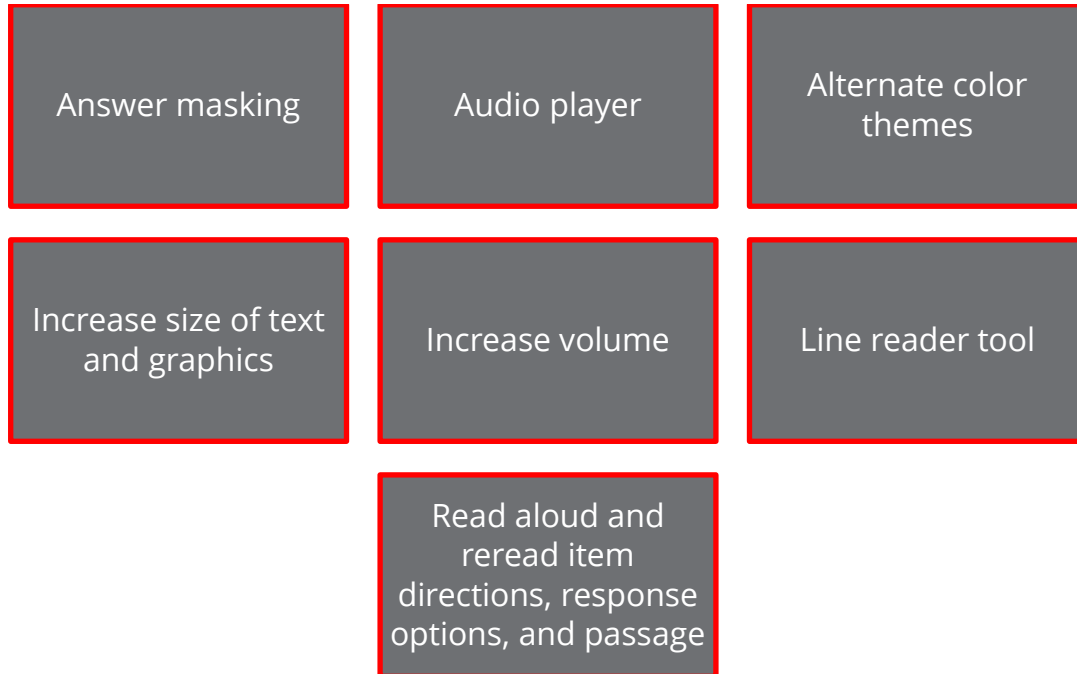 Answer masking
Audio player
Alternate color
themes
Increase size of text
and graphics
Increase volume
Line reader tool
Read aloud and
reread item
directions, response
options, and passage